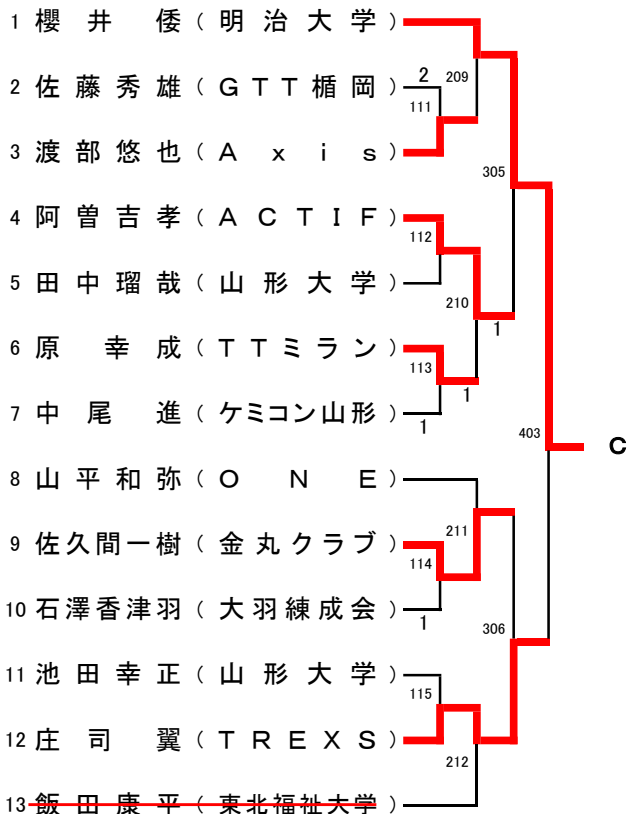 1 櫻井 倭 ( 明治大学 )
2 佐藤秀雄 ( GTT楯岡 ) 2
209
111
3 渡部悠也 ( Axis )
305
4 阿曽吉孝 ( ACTIF )
112
5 田中瑠哉 ( 山形大学 )
210
1
6 原 幸成 ( TTミラン )
113
1
7 中尾 進 ( ケミコン山形 ) 1
403
C
8 山平和弥 ( ONE )
211
9 佐久間一樹 ( 金丸クラブ )
114
10 石澤香津羽 ( 大羽練成会 ) 1
306
11 池田幸正 ( 山形大学 )
115
12 庄司 翼 ( TREXS )
212
13 飯田康平 ( 東北福祉大学 )